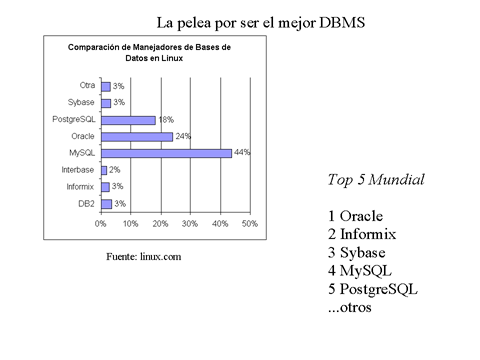 La pelea por ser el mejor DBMS
Comparación de Manejadores de Bases de
Datos en Linux
Otra 3%
Sybase 3%
PostgreSQL 18%
Oracle 24%
MySQL 44%
Interbase 2%
Informix 3%
DB2 3%
0% 10% 20% 30% 40% 50%
Fuente: linux.com
Top 5 Mundial
1 Oracle
2 Informix
3 Sybase
4 MySQL
5 PostgreSQL
...otros